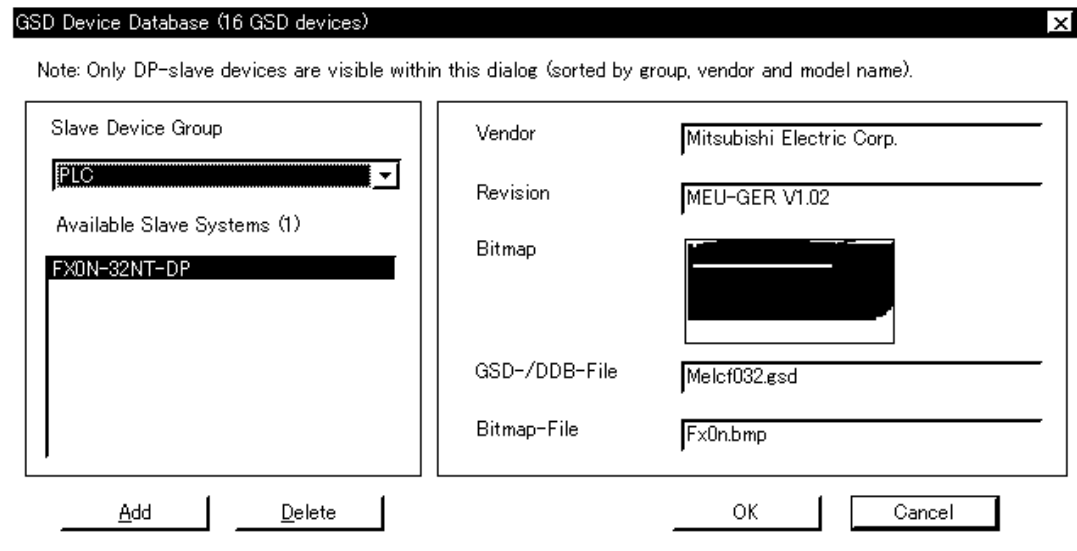 GSD Device Database (16 GSD devices)
Note: Only DP-slave devices are visible within this dialog (sorted by group, vendor and model name).
Slave Device Group
PLC
Available Slave Systems (1)
FX0N-32NT-DP
Vendor
Mitsubishi Electric Corp.
Revision
MEU-GER V1.02
Bitmap
GSD-/DDB-File
Melcf032.gsd
Bitmap-File
Fx0n.bmp
Add
Delete
OK
Cancel